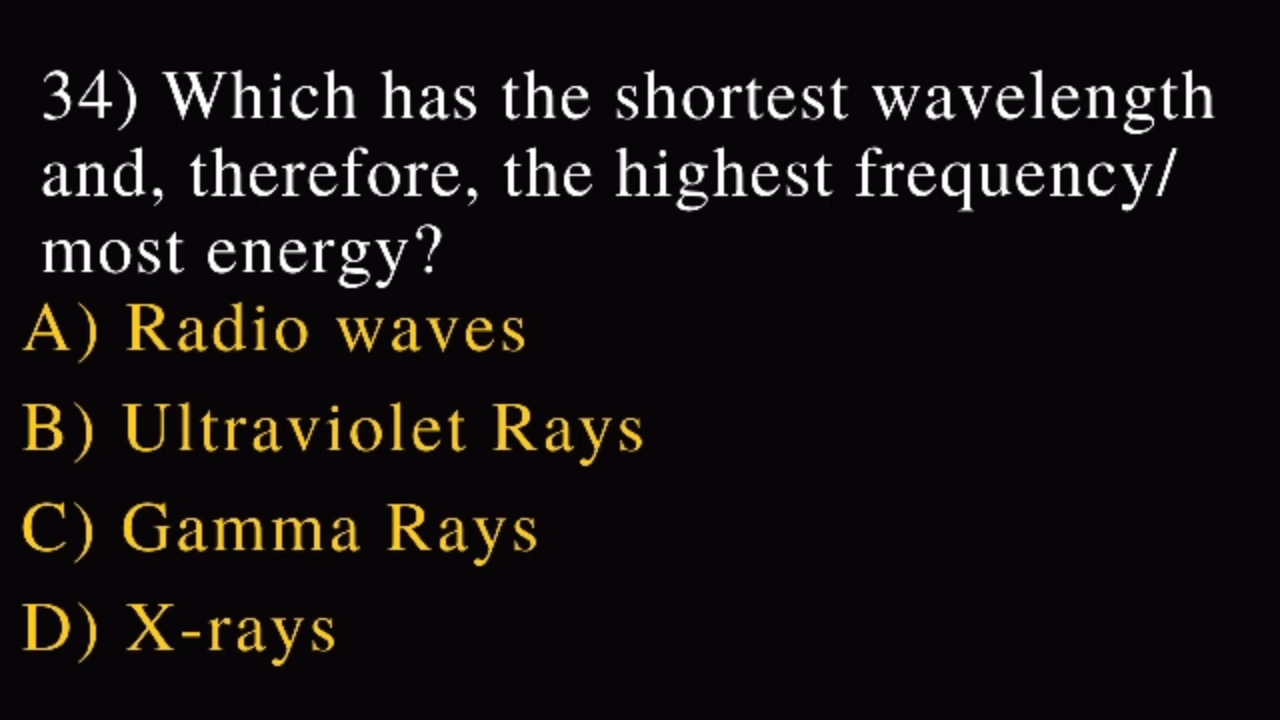 34) Which has the shortest wavelength
and, therefore, the highest frequency/
most energy?
A) Radio waves
B) Ultraviolet Rays
C) Gamma Rays
D) X-rays